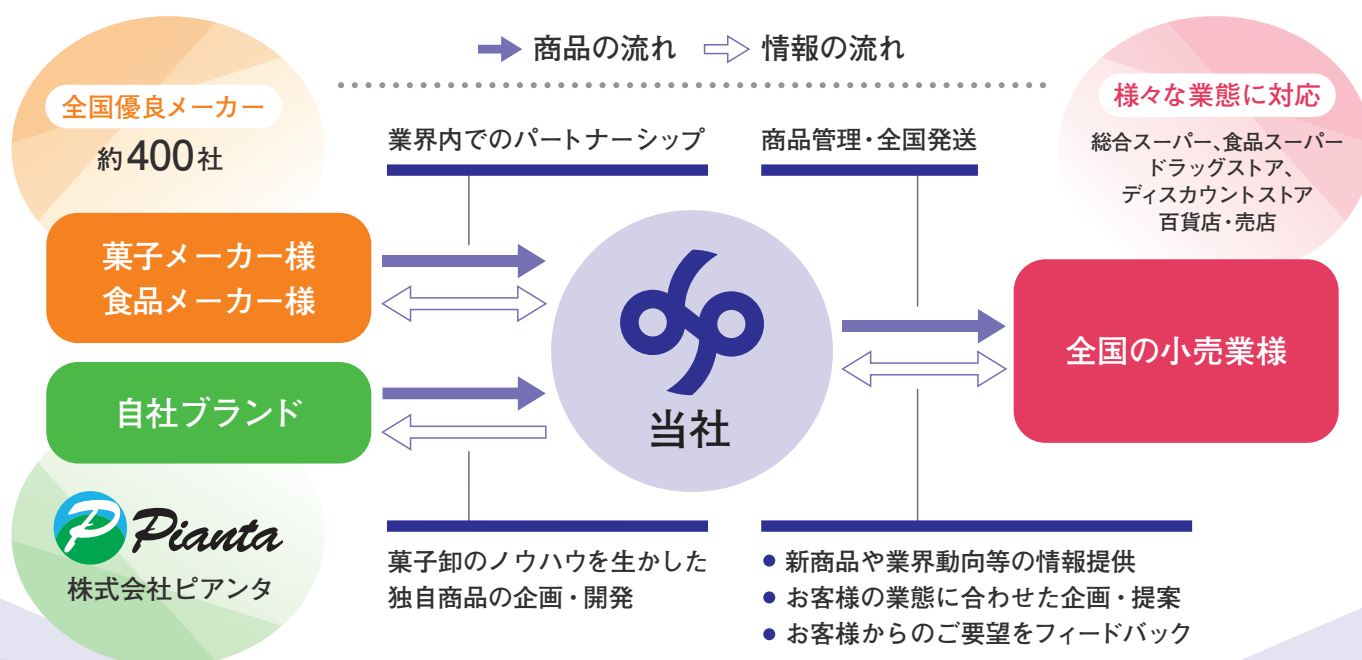 商品の流れ
情報の流れ
全国優良メーカー
約400社
菓子メーカー様
食品メーカー様
自社ブランド
Pianta
株式会社ピアンタ
業界内でのパートナーシップ
商品管理・全国発送
当社
菓子卸のノウハウを生かした
独自商品の企画・開発
様々な業態に対応
総合スーパー、食品スーパー
ドラッグストア、
ディスカウントストア
百貨店・売店
全国の小売業様
● 新商品や業界動向等の情報提供
● お客様の業態に合わせた企画・提案
● お客様からのご要望をフィードバック